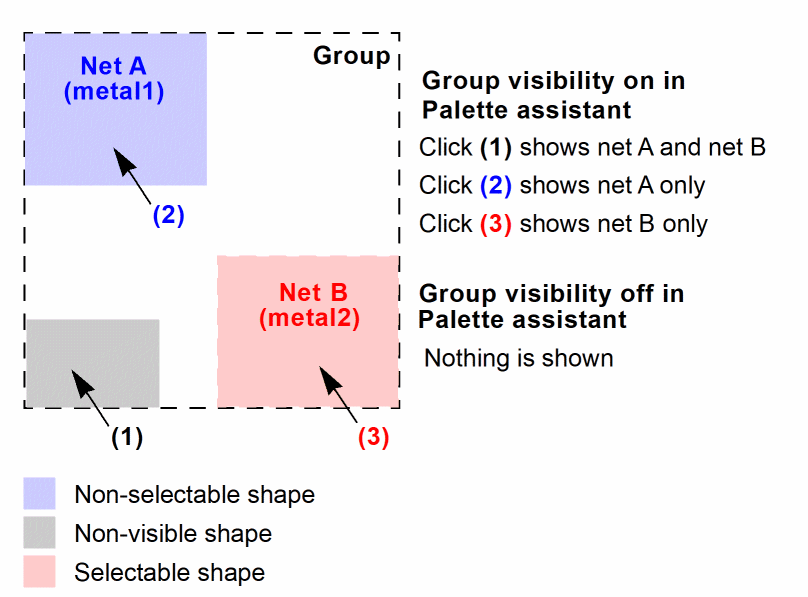 Net A
(metal1)
Group
(2)
Net B
(metal2)
(1)
(3)
Group visibility on in
Palette assistant
Click (1) shows net A and net B
Click (2) shows net A only
Click (3) shows net B only
Group visibility off in
Palette assistant
Nothing is shown
Non-selectable shape
Non-visible shape
Selectable shape